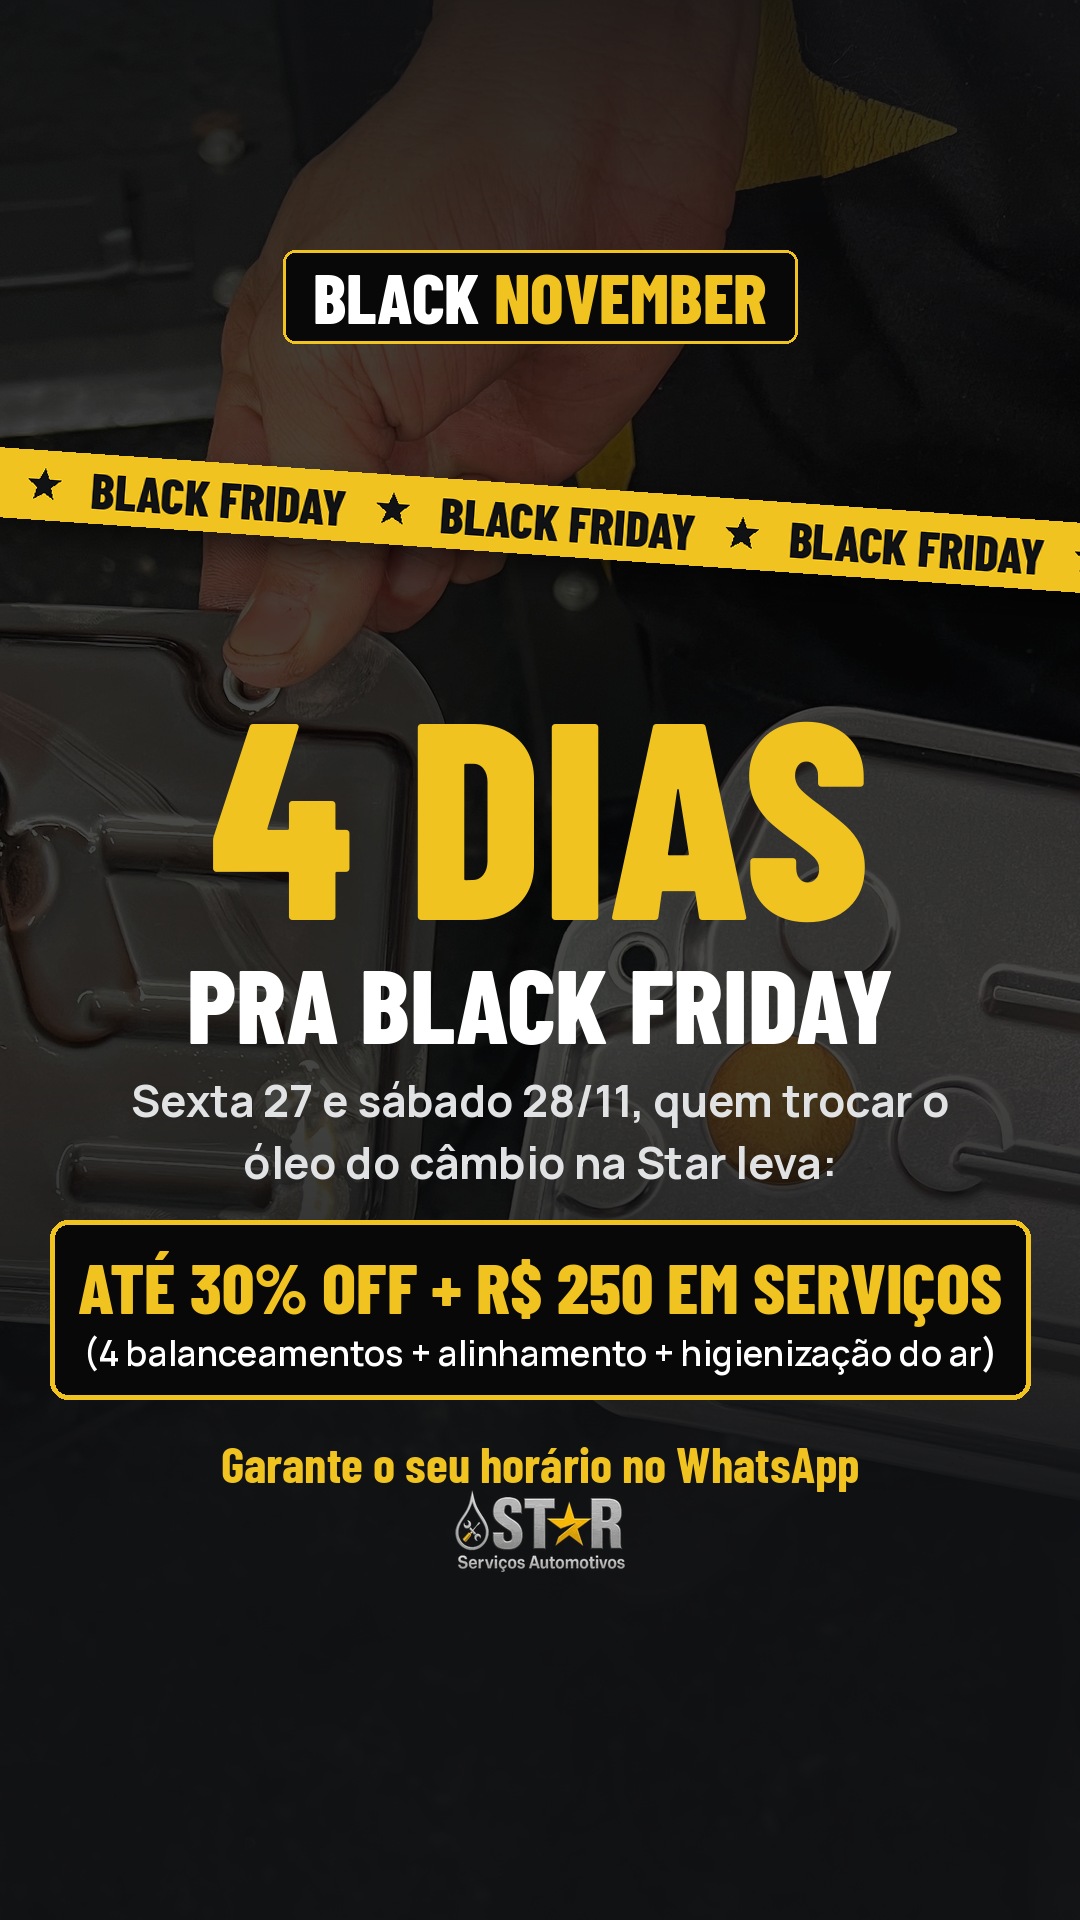 BLACK NOVEMBER
★ BLACK FRIDAY ★ BLACK FRIDAY ★ BLACK FRIDAY
4 DIAS
PRA BLACK FRIDAY
Sexta 27 e sábado 28/11, quem trocar o
óleo do câmbio na Star leva:
ATÉ 30% OFF + R$ 250 EM SERVIÇOS
(4 balanceamentos + alinhamento + higienização do ar)
Garante o seu horário no WhatsApp
ST★R
Serviços Automotivos